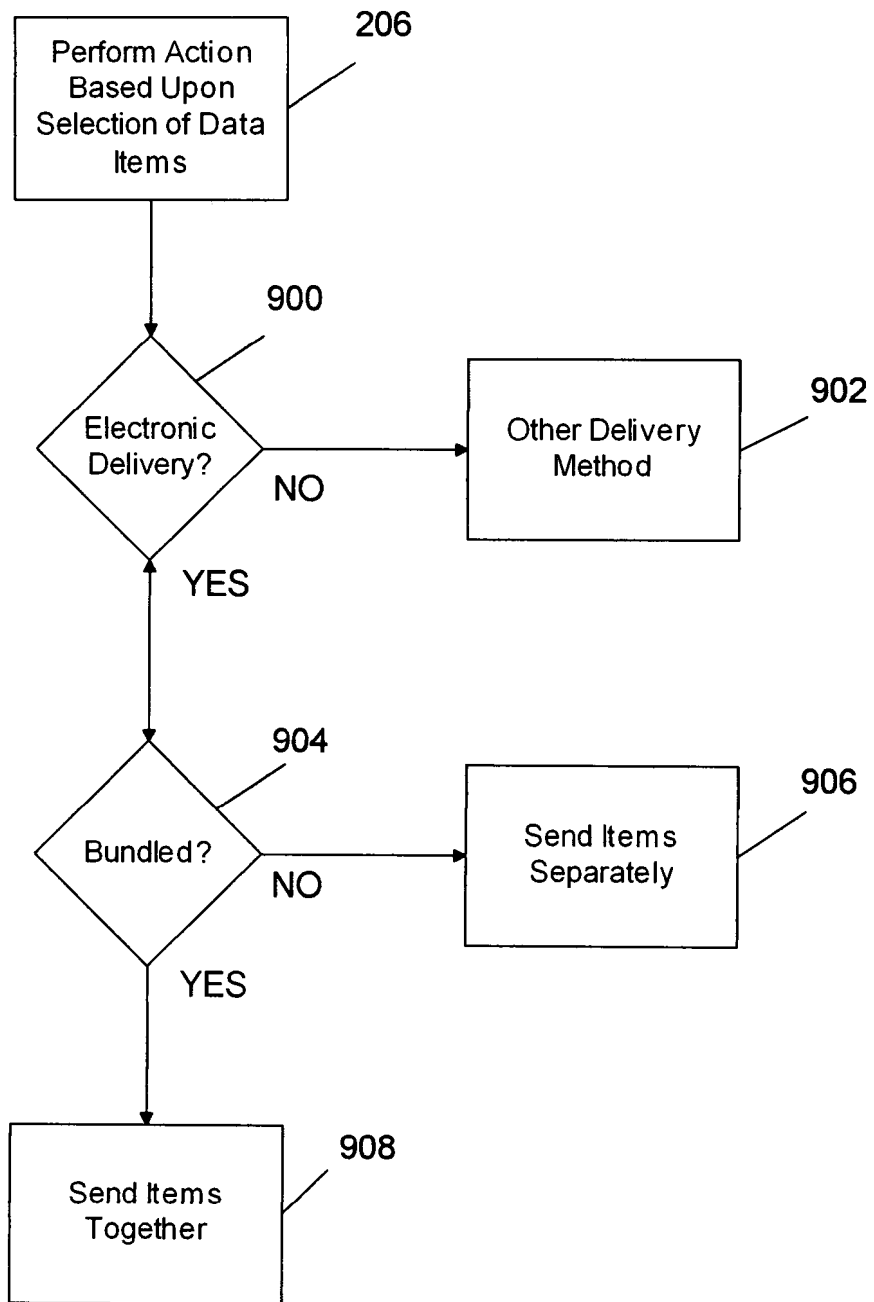 206
Perform Action
Based Upon
Selection of Data
Items
900
Electronic
Delivery?
NO
YES
902
Other Delivery
Method
904
Bundled?
NO
YES
906
Send Items
Separately
908
Send Items
Together